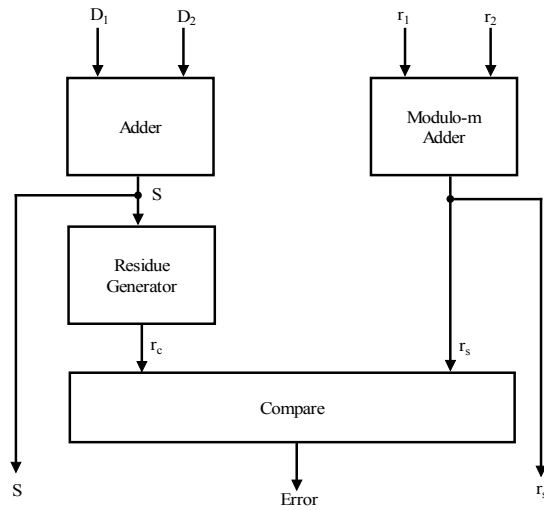 D1 D2 r1 r2
Adder
Modulo-m
Adder
S
Residue
Generator
rc rs
Compare
S
Error
rs